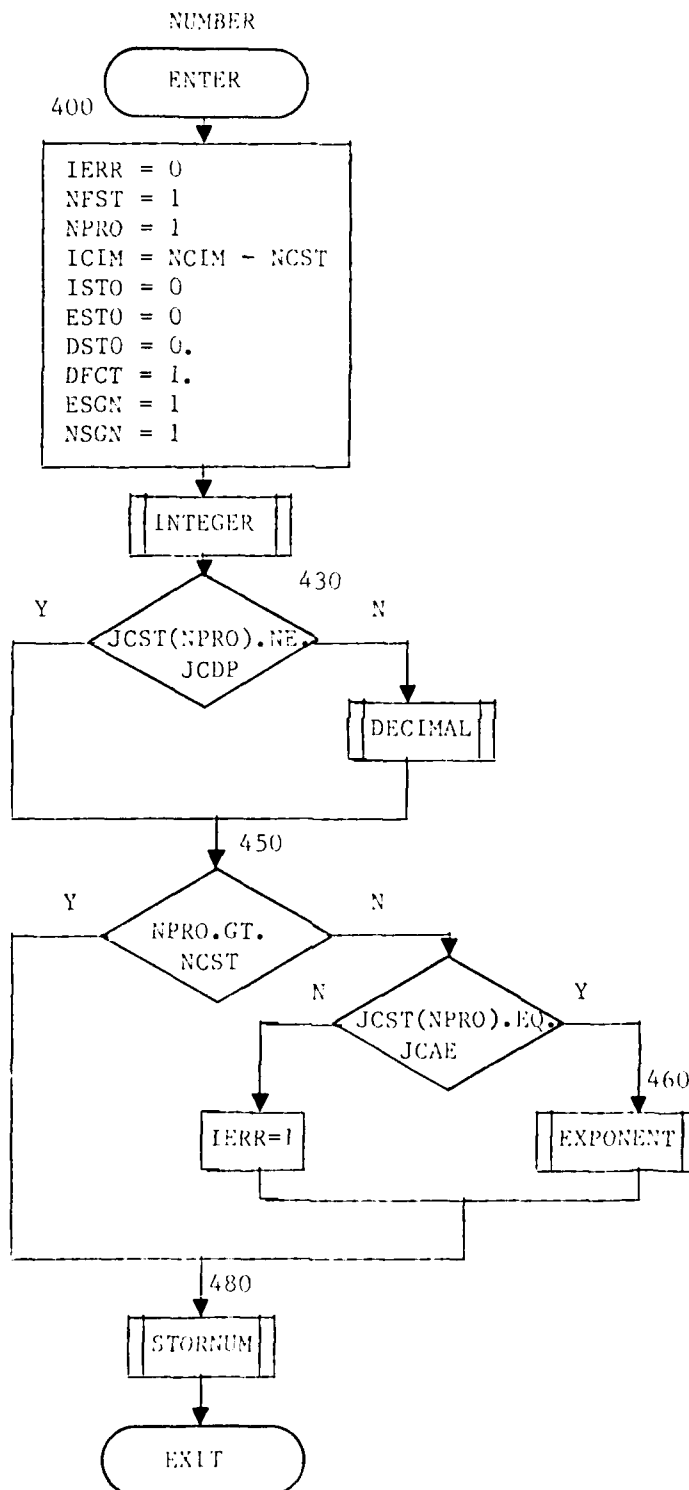 NUMBER
ENTER
400
IERR = 0
NFST = 1
NPRO = 1
ICIM = NCIM - NCST
ISTO = 0
ESTO = 0
DSTO = 0.
DFCT = 1.
ESGN = 1
NSGN = 1
INTEGER
430
Y
N
JCST(NPRO).NE.
JCDP
DECIMAL
450
Y
N
NPRO.GT.
NCST
N
Y
JCST(NPRO).EQ.
JCAE
460
IERR=1
EXPONENT
480
STORNUM
EXIT